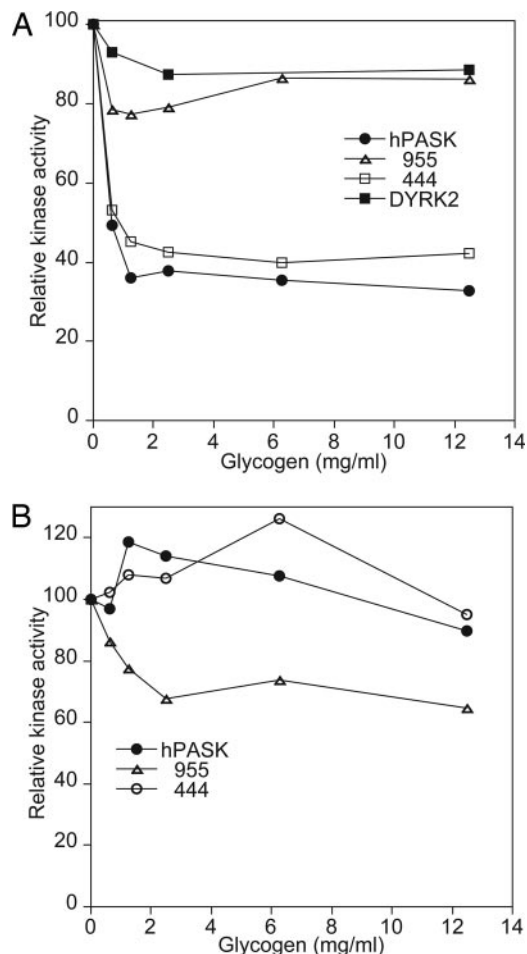 A
100
80
60
40
20
0
Relative kinase activity
hPASK
955
444
DYRK2
0 2 4 6 8 10 12 14
Glycogen (mg/ml)
B
120
100
80
60
40
20
0
Relative kinase activity
hPASK
955
444
0 2 4 6 8 10 12 14
Glycogen (mg/ml)